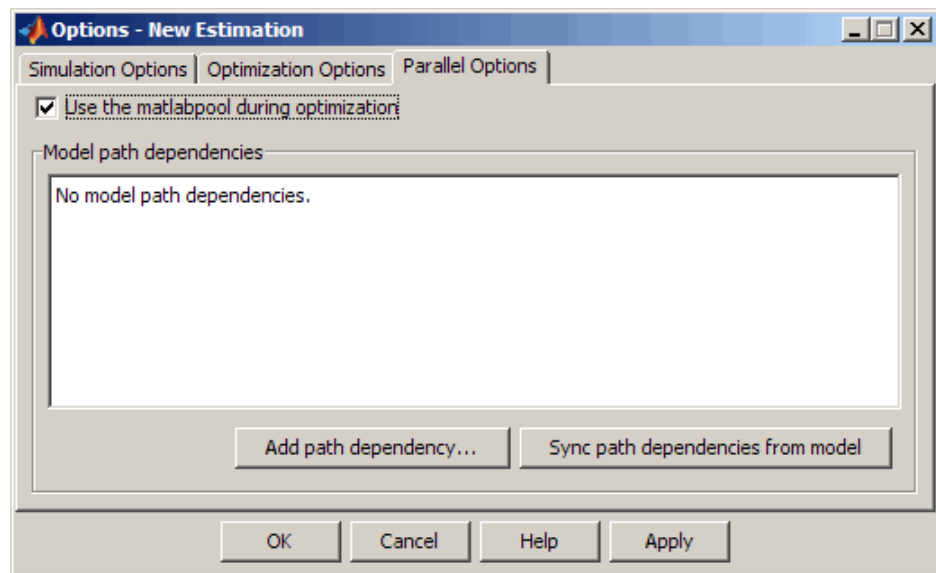 Options - New Estimation
Simulation Options Optimization Options Parallel Options
Use the matlabpool during optimization
Model path dependencies
No model path dependencies.
Add path dependency... Sync path dependencies from model
OK Cancel Help Apply